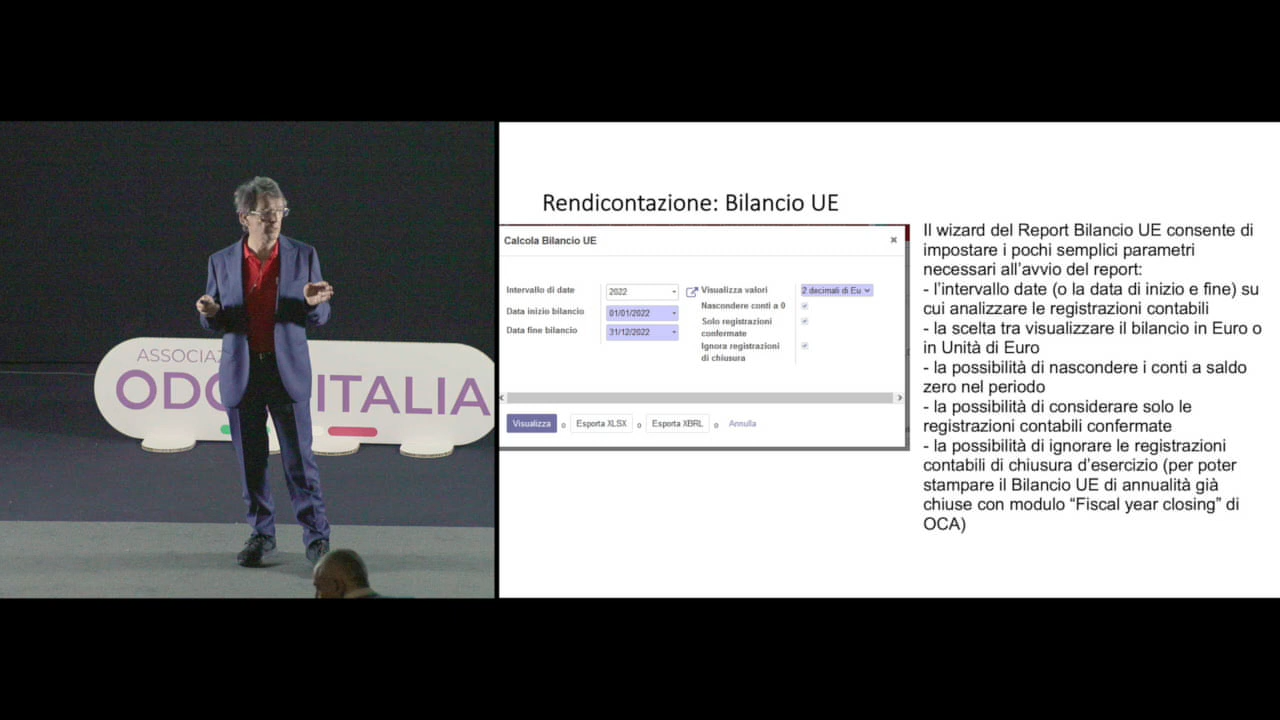 ASSOCIAZ
ODO ITALIA
Rendicontazione: Bilancio UE
Calcola Bilancio UE
Intervallo di date
2022
Data inizio bilancio
01/01/2022
Data fine bilancio
31/12/2022
Visualizza valori
2 decimali di Eu
Nascondere conti a 0
Solo registrazioni
confermate
Ignora registrazioni
di chiusura
Visualizza o Esporta XLSX o Esporta XBRL o Annulla
Il wizard del Report Bilancio UE consente di
impostare i pochi semplici parametri
necessari all’avvio del report:
- l’intervallo date (o la data di inizio e fine) su
cui analizzare le registrazioni contabili
- la scelta tra visualizzare il bilancio in Euro o
in Unità di Euro
- la possibilità di nascondere i conti a saldo
zero nel periodo
- la possibilità di considerare solo le
registrazioni contabili confermate
- la possibilità di ignorare le registrazioni
contabili di chiusura d’esercizio (per poter
stampare il Bilancio UE di annualità già
chiuse con modulo “Fiscal year closing” di
OCA)